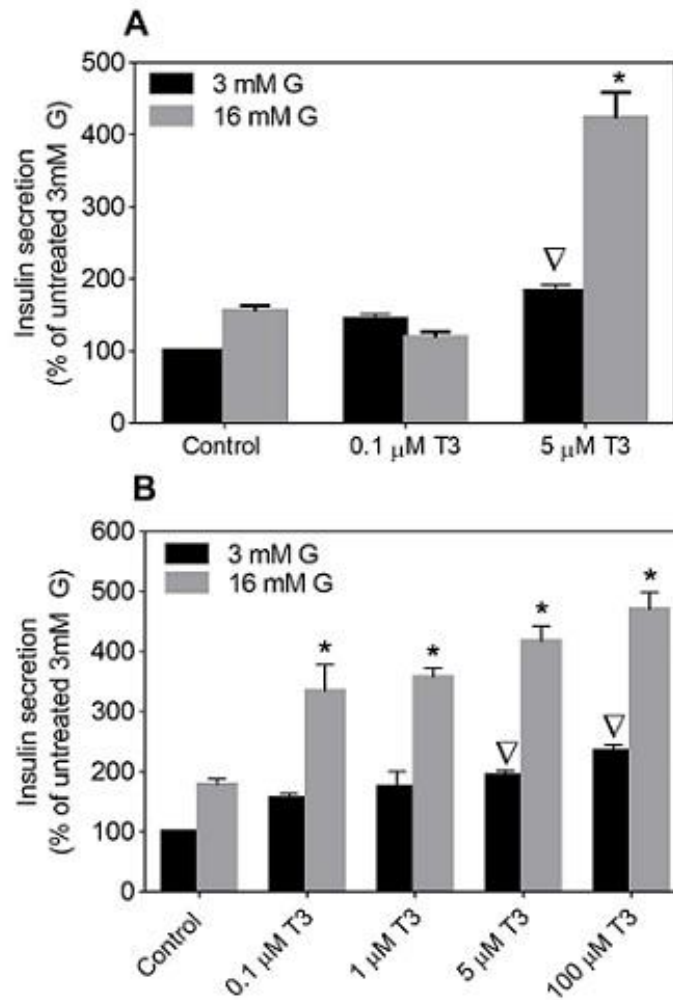 A
Insulin secretion
(% of untreated 3mM G)
500
400
300
200
100
0
3 mM G
16 mM G
*
Control
0.1 μM T3
5 μM T3
B
Insulin secretion
(% of untreated 3mM G)
600
500
400
300
200
100
0
3 mM G
16 mM G
*
*
*
*
Control
0.1 μM T3
1 μM T3
5 μM T3
100 μM T3